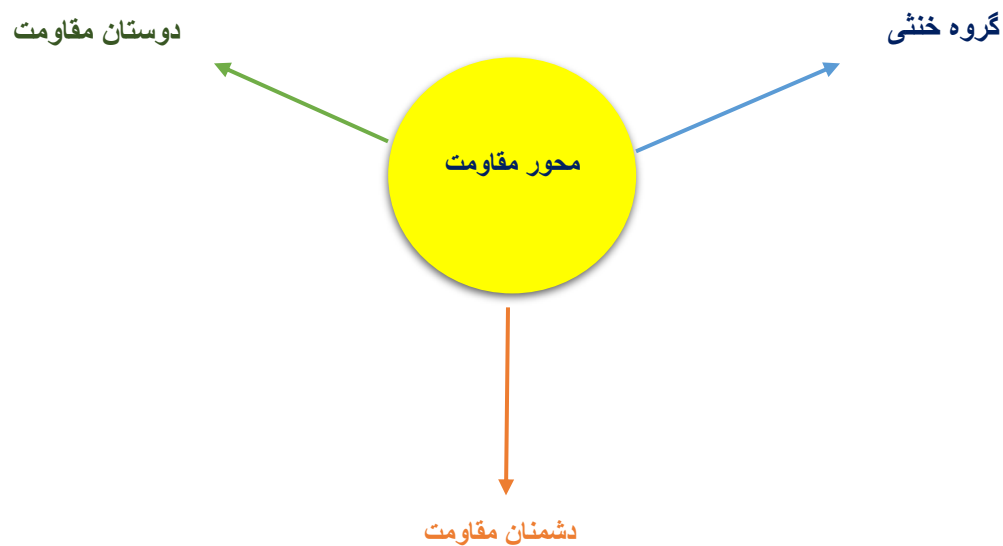 گروه خنثی
دوستان مقاومت
محور مقاومت
دشمنان مقاومت